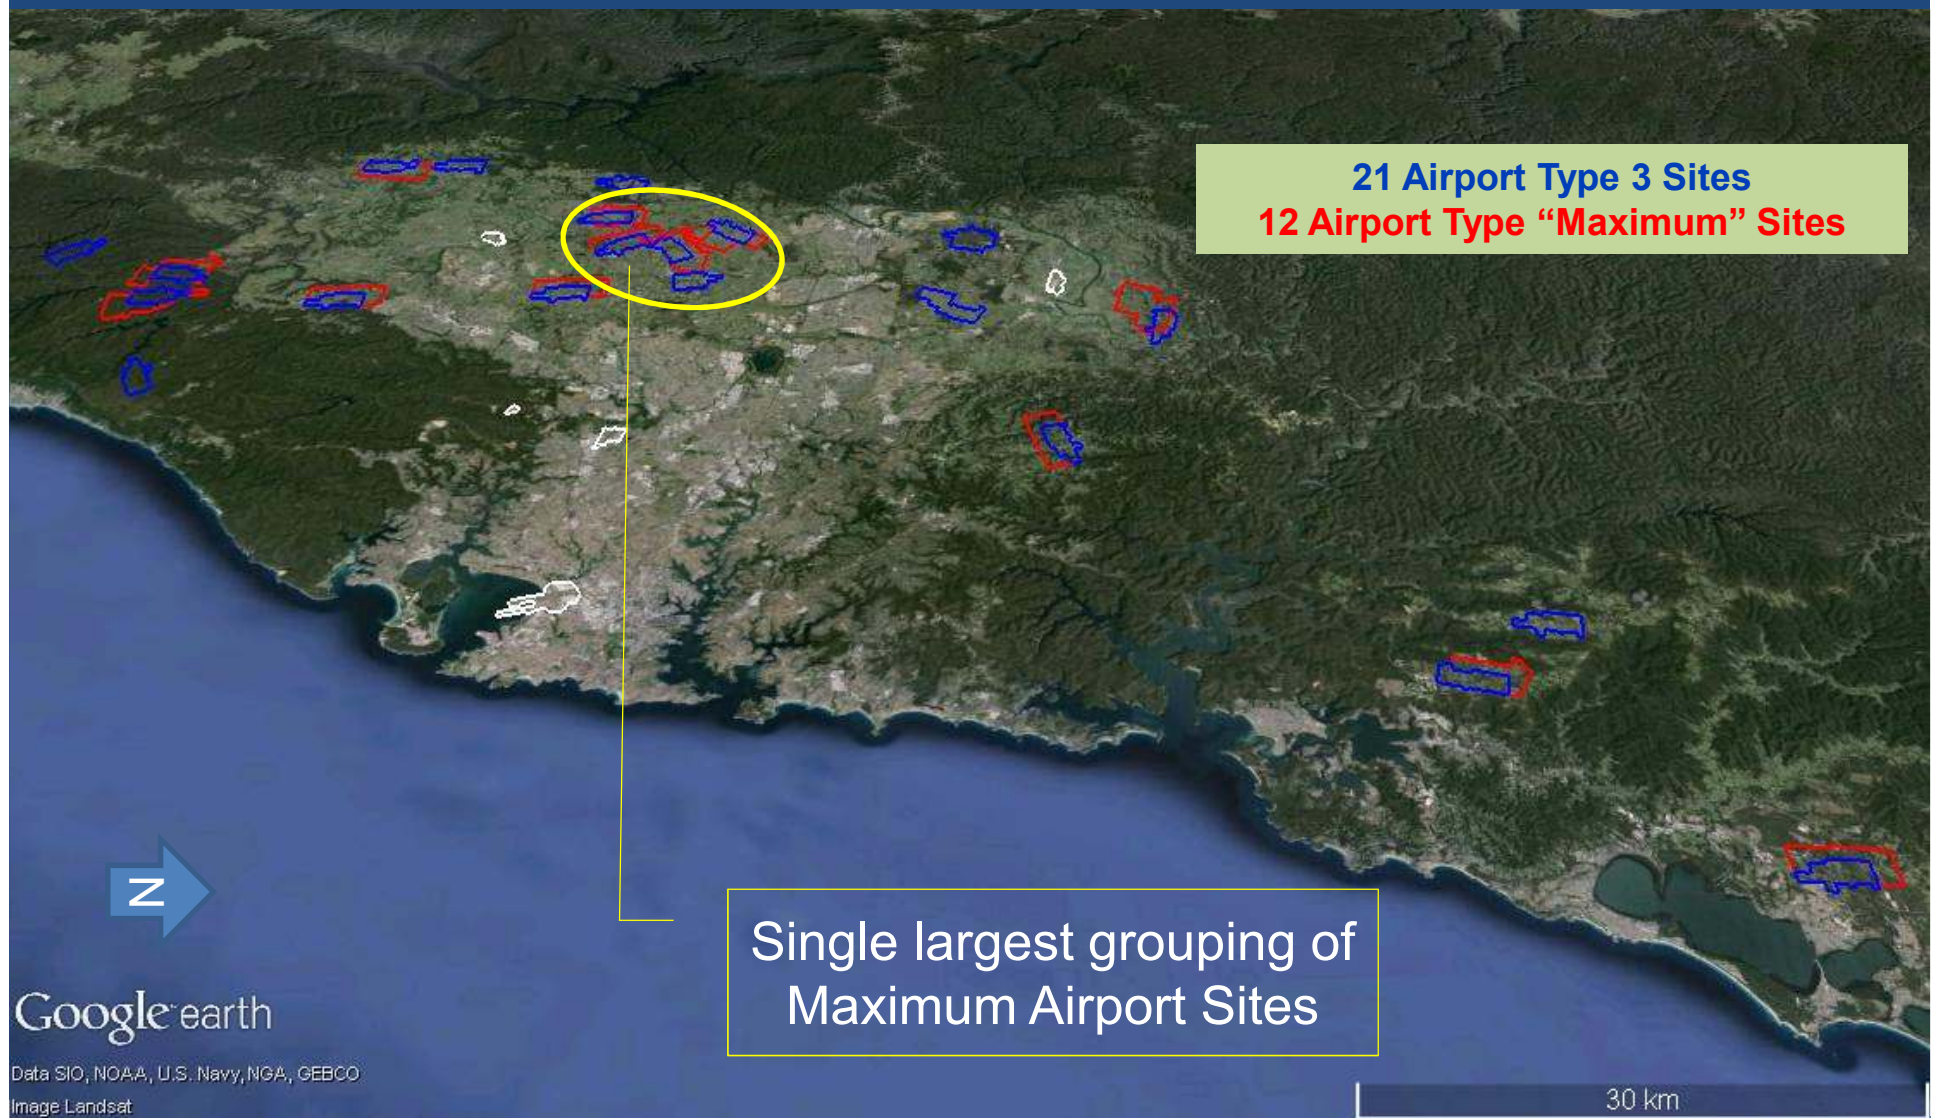 21 Airport Type 3 Sites
12 Airport Type “Maximum” Sites
N
Single largest grouping of
Maximum Airport Sites
Google earth
Data SIO, NOAA, U.S. Navy, NGA, GEBCO
Image Landsat
30 km